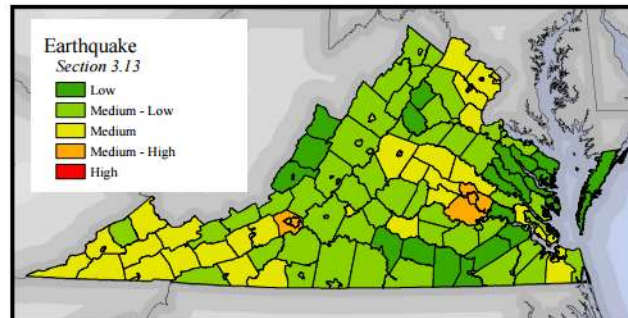 Earthquake
Section 3.13
Low
Medium - Low
Medium
Medium - High
High